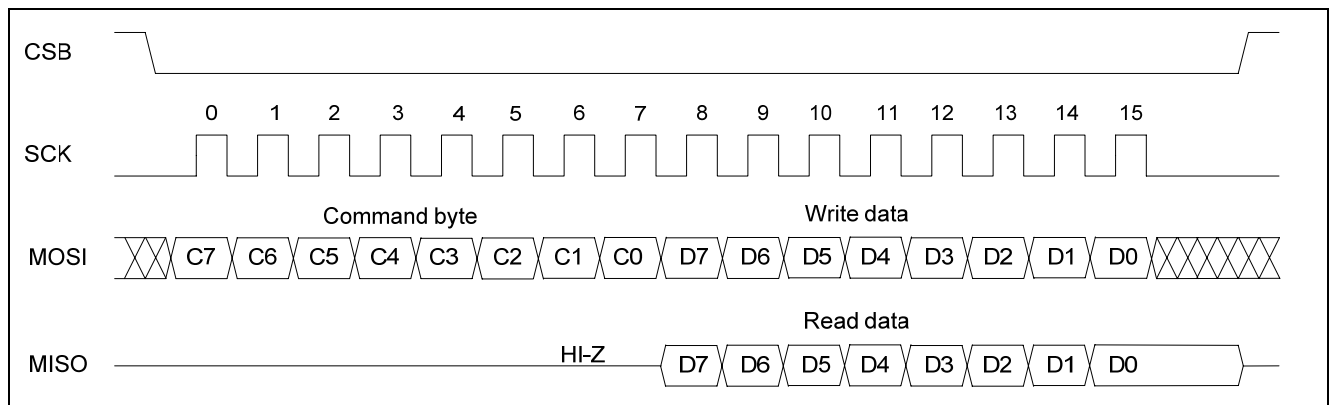 CSB
0 1 2 3 4 5 6 7 8 9 10 11 12 13 14 15
SCK
Command byte Write data
MOSI C7 C6 C5 C4 C3 C2 C1 C0 D7 D6 D5 D4 D3 D2 D1 D0
Read data
MISO HI-Z D7 D6 D5 D4 D3 D2 D1 D0